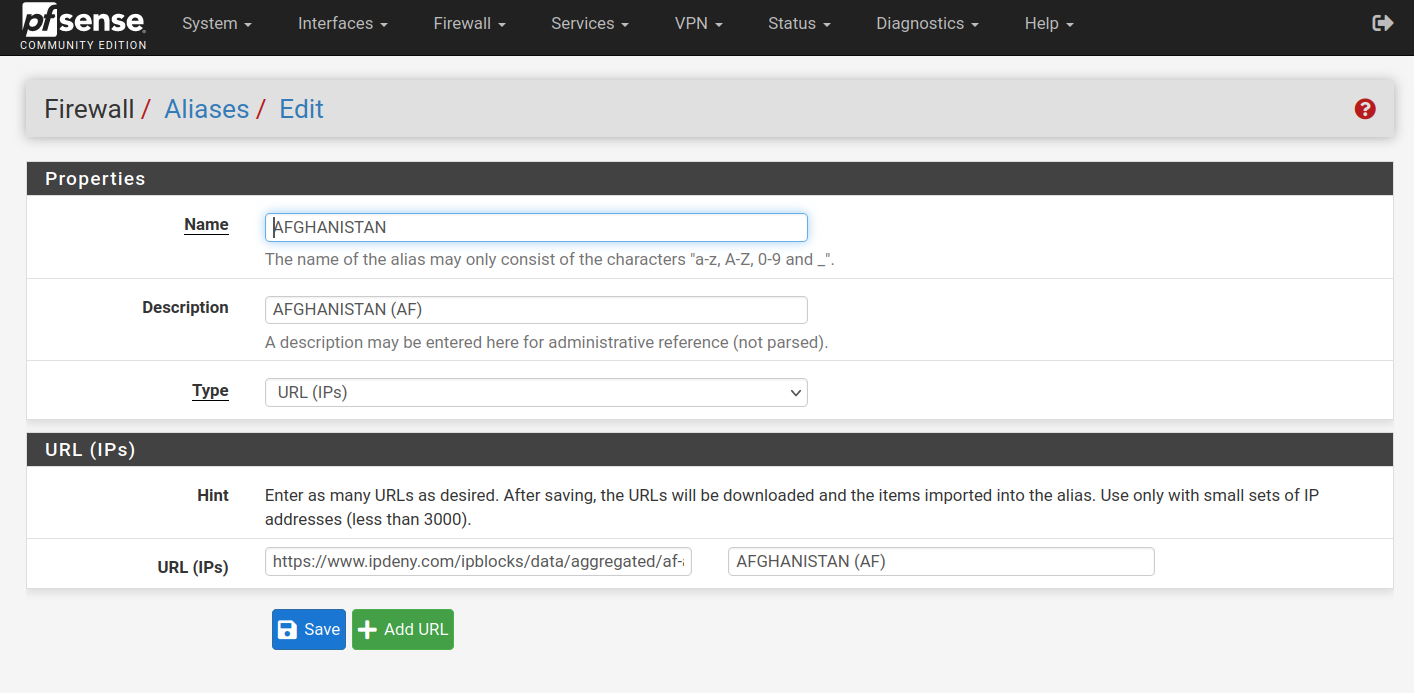 pfsense
COMMUNITY EDITION
System
Interfaces
Firewall
Services
VPN
Status
Diagnostics
Help
Firewall / Aliases / Edit
?
Properties
Name
AFGHANISTAN
The name of the alias may only consist of the characters "a-z, A-Z, 0-9 and _".
Description
AFGHANISTAN (AF)
A description may be entered here for administrative reference (not parsed).
Type
URL (IPs)
URL (IPs)
Hint
Enter as many URLs as desired. After saving, the URLs will be downloaded and the items imported into the alias. Use only with small sets of IP
addresses (less than 3000).
URL (IPs)
https://www.ipdeny.com/ipblocks/data/aggregated/af-
AFGHANISTAN (AF)
Save
Add URL